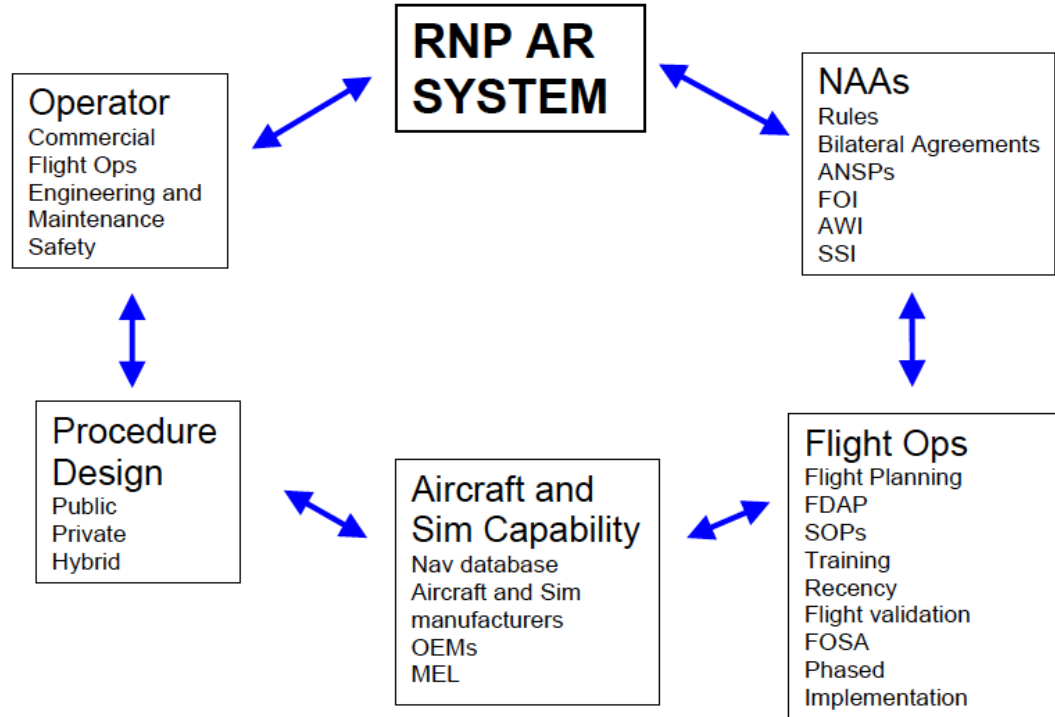 RNP AR
SYSTEM
Operator
Commercial
Flight Ops
Engineering and
Maintenance
Safety
NAAs
Rules
Bilateral Agreements
ANSPs
FOI
AWI
SSI
Procedure
Design
Public
Private
Hybrid
Aircraft and
Sim Capability
Nav database
Aircraft and Sim
manufacturers
OEMs
MEL
Flight Ops
Flight Planning
FDAP
SOPs
Training
Recency
Flight validation
FOSA
Phased
Implementation